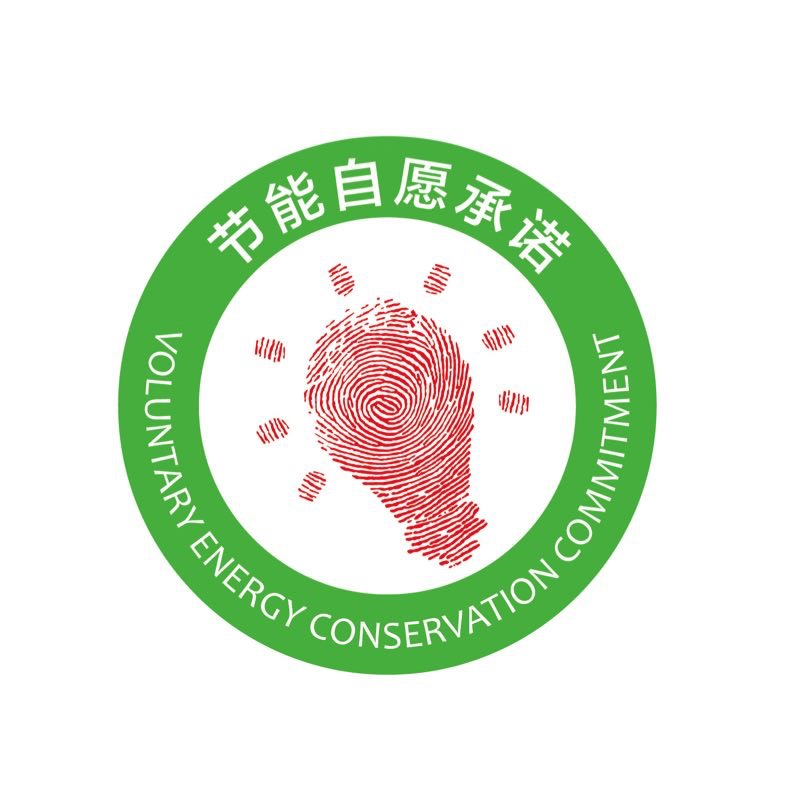 节能自愿承诺
VOLUNTARY ENERGY CONSERVATION COMMITMENT